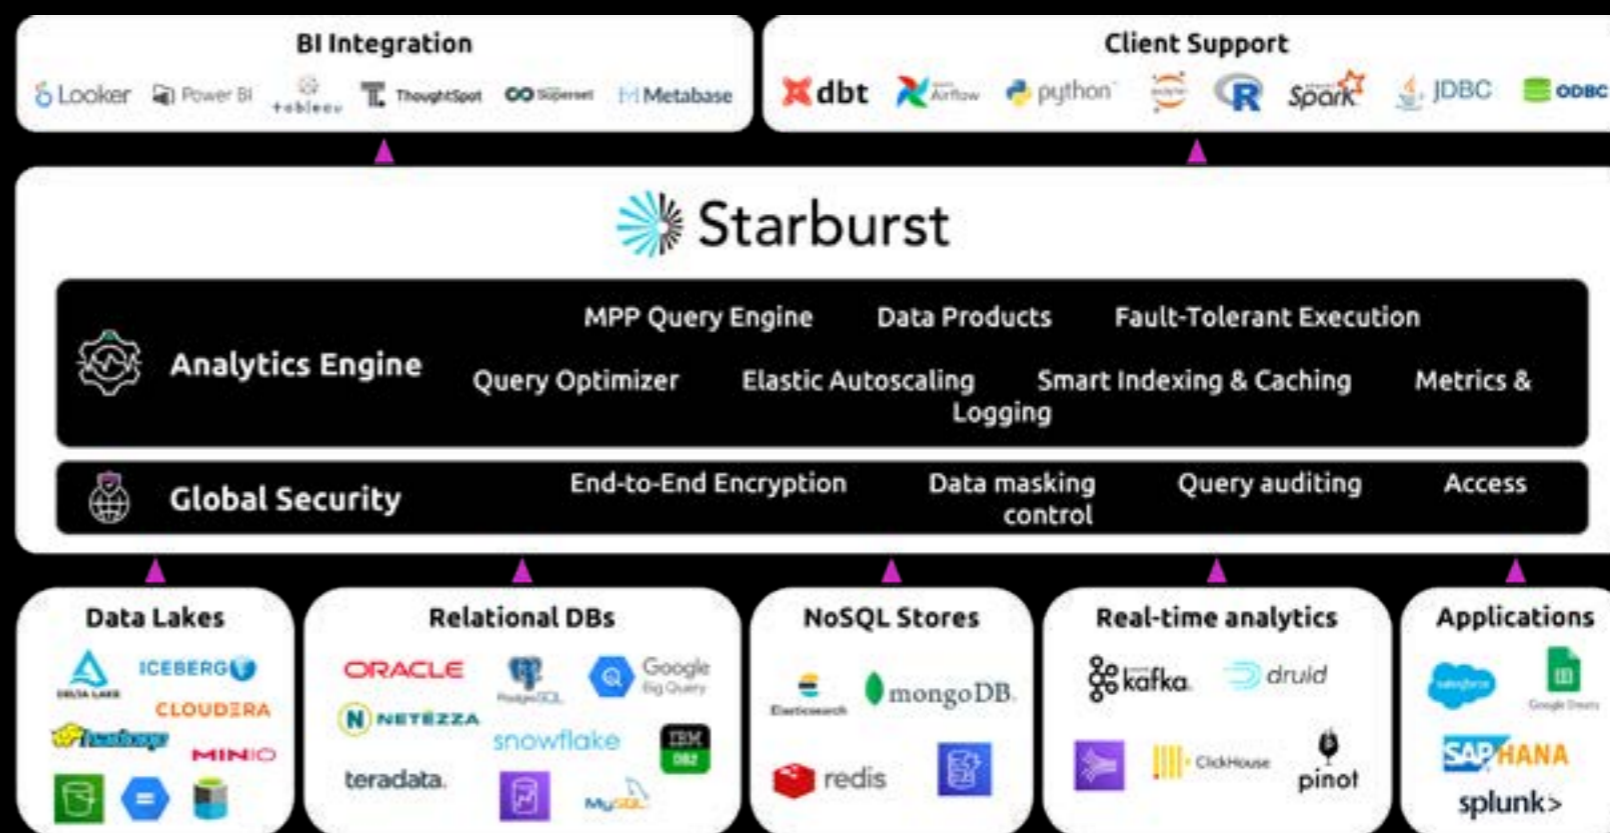 BI Integration
Looker Power BI tableau ThoughtSpot Superset Metabase
Client Support
dbt Airflow python R Spark JDBC ODBC
Starburst
Analytics Engine
MPP Query Engine Data Products Fault-Tolerant Execution
Query Optimizer Elastic Autoscaling Smart Indexing & Caching Metrics &
Logging
Global Security
End-to-End Encryption Data masking Query auditing Access
control
Data Lakes
DELTA LAKE
ICEBERG
CLOUDERA
hadoop
MINIO
Relational DBs
ORACLE
PostgreSQL
Google
Big Query
NETEZZA
snowflake
IBM
DB2
teradata.
MySQL
NoSQL Stores
Elasticsearch
mongoDB.
redis
Real-time analytics
kafka
druid
ClickHouse
pinot
Applications
salesforce
Google Sheets
SAP HANA
splunk>